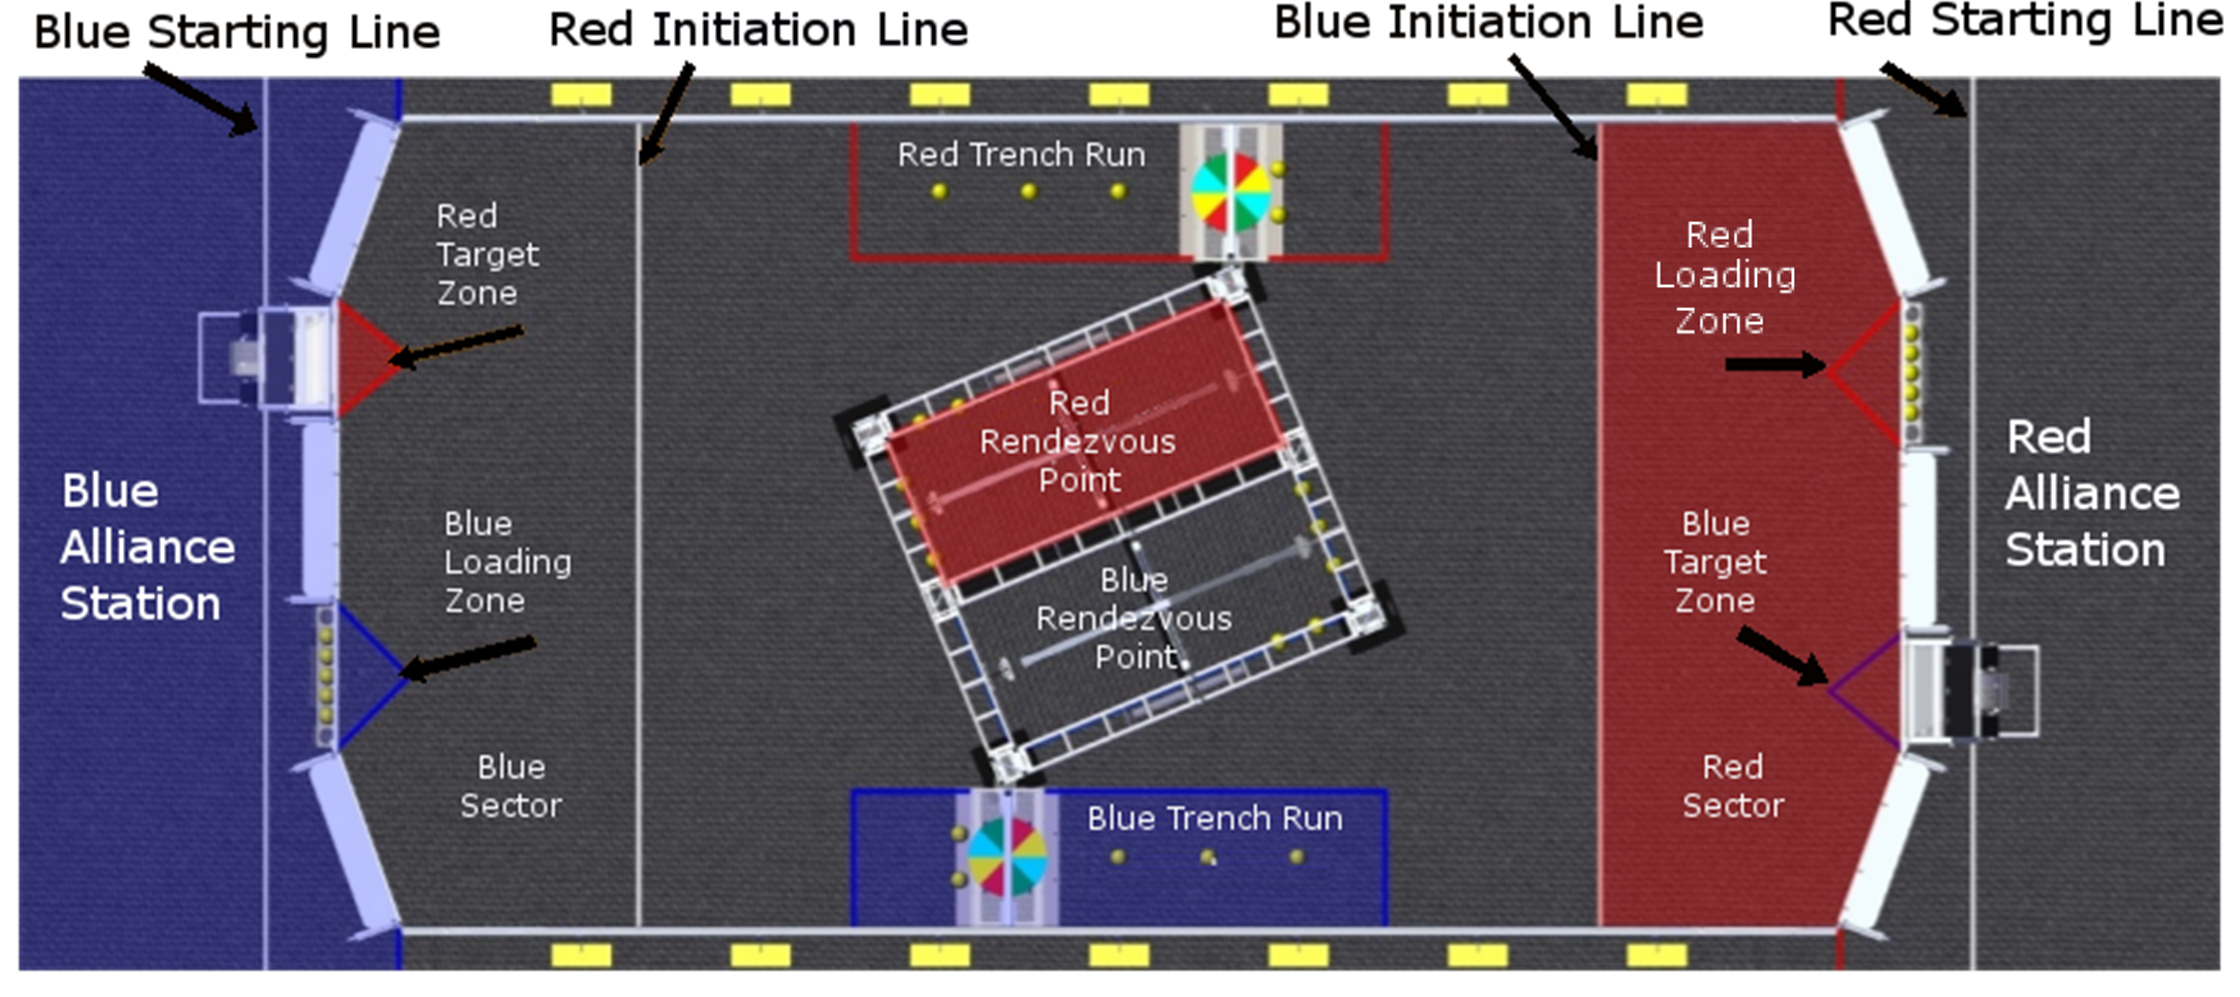 Blue Starting Line
Red Initiation Line
Blue Initiation Line
Red Starting Line
Red Trench Run
Red
Target
Zone
Red
Loading
Zone
Red
Rendezvous
Point
Blue
Alliance
Station
Blue
Loading
Zone
Blue
Rendezvous
Point
Blue
Target
Zone
Red
Alliance
Station
Blue
Sector
Blue Trench Run
Red
Sector